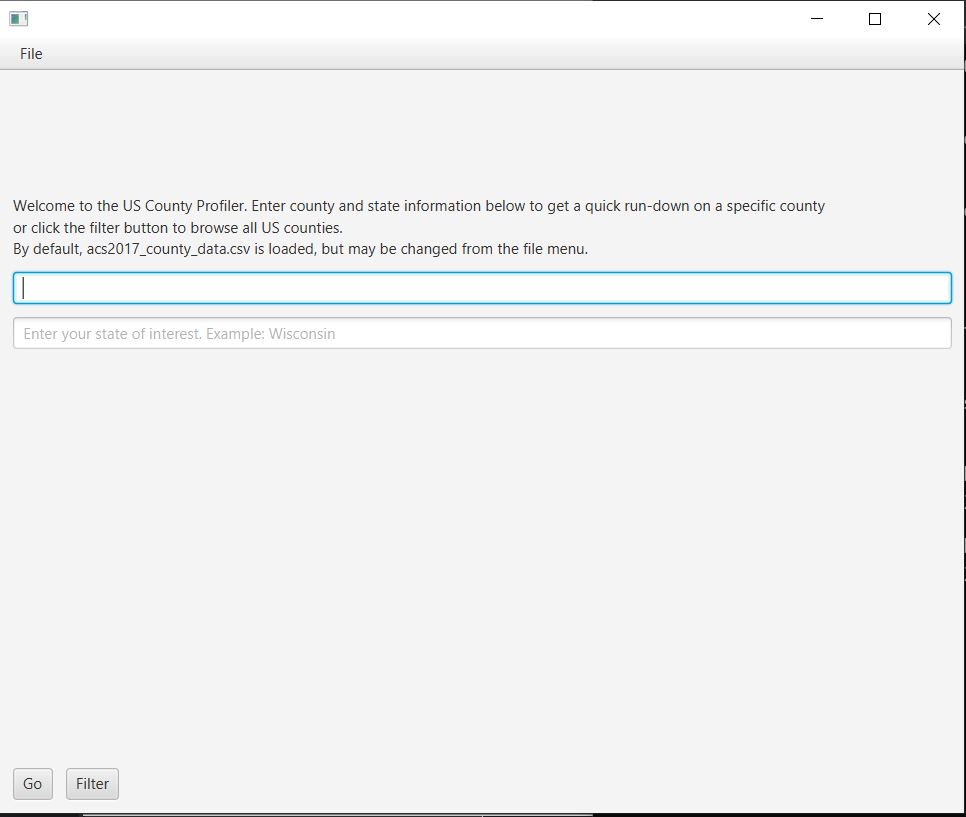 File
Welcome to the US County Profiler. Enter county and state information below to get a quick run-down on a specific county
or click the filter button to browse all US counties.
By default, acs2017_county_data.csv is loaded, but may be changed from the file menu.
Enter your state of interest. Example: Wisconsin
Go Filter